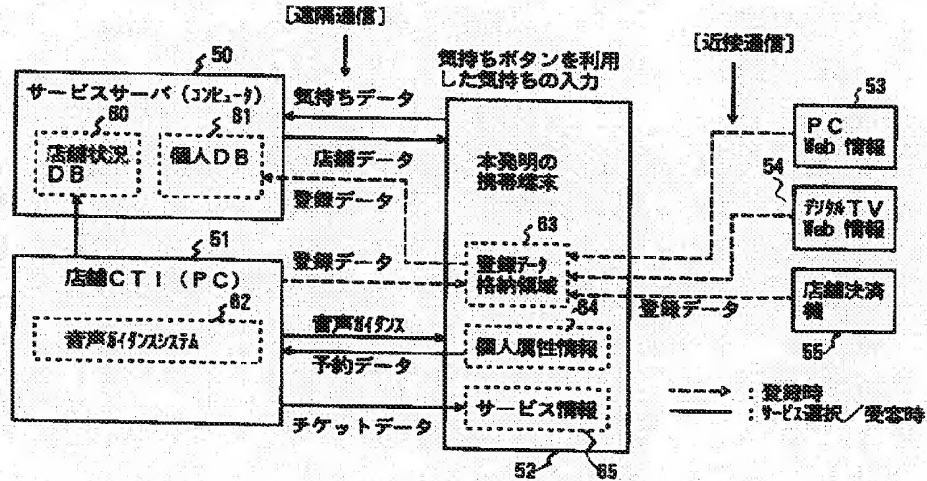 [遠隔通信]
50
サービスサーバ(コンピュータ)
60
61
店舗状況
DB
個人DB
気持ちデータ
店舗データ
登録データ
気持ちボタンを利用
した気持ちの入力
本発明の
携帯端末
[近接通信]
53
PC
Web 情報
54
デジタルTV
Web 情報
店舗決済
機
55
51
店舗CTI(PC)
62
音声ガイダンスシステム
登録データ
音声ガイダンス
予約データ
チケットデータ
63
登録データ
格納領域
64
個人属性情報
サービス情報
52
65
登録データ
:登録時
:サービス選択/受容時